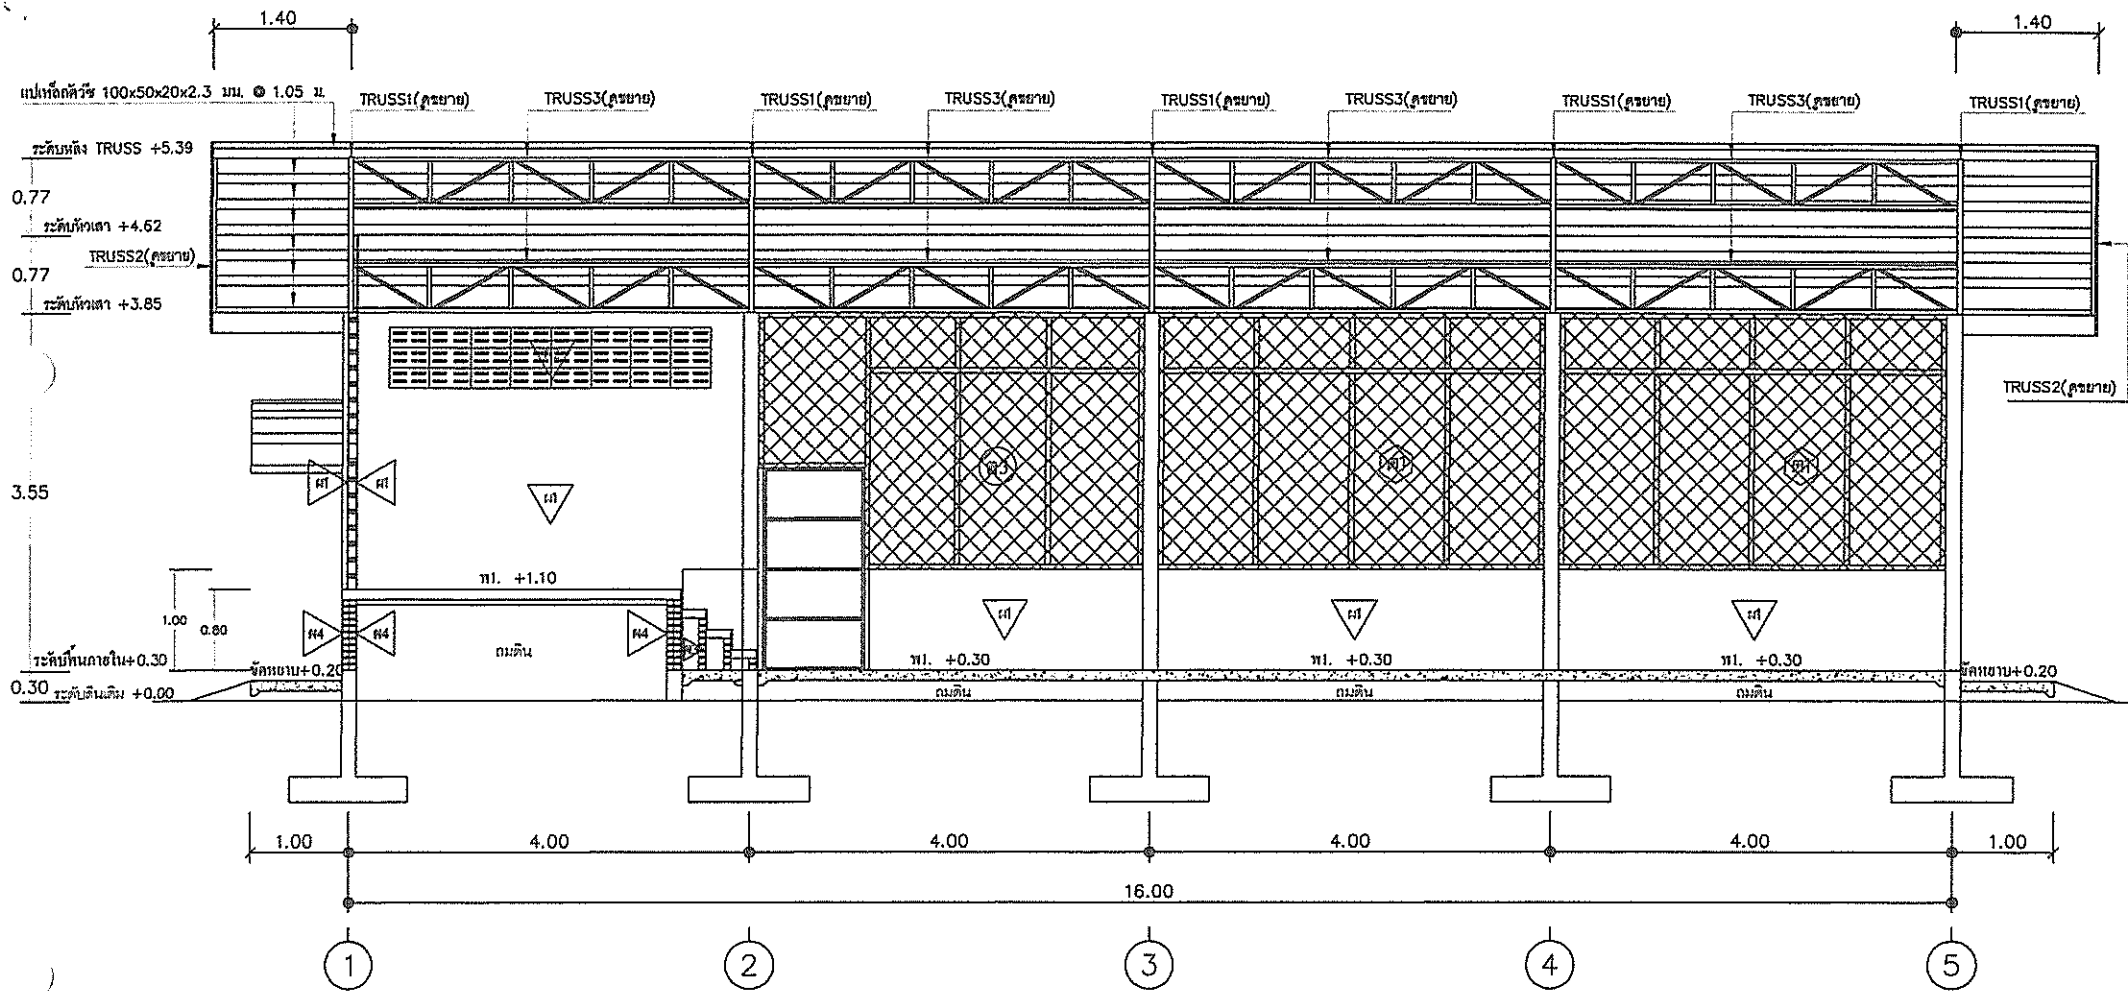 1.40
1.40
แปเหล็กตัวซี 100x50x20x2.3 มม. @ 1.05 ม.
TRUSS1(ดูขยาย)
TRUSS3(ดูขยาย)
TRUSS1(ดูขยาย)
TRUSS3(ดูขยาย)
TRUSS1(ดูขยาย)
TRUSS3(ดูขยาย)
TRUSS1(ดูขยาย)
TRUSS3(ดูขยาย)
TRUSS1(ดูขยาย)
ระดับหลัง TRUSS +5.39
0.77
ระดับหัวเสา +4.62
TRUSS2(ดูขยาย)
0.77
ระดับหัวเสา +3.85
TRUSS2(ดูขยาย)
3.55
ต3
ต1
ต1
ผ1
ผ1
ผ1
พ1. +1.10
1.00
0.80
ผ4
ผ4
ผ4
ผ1
ผ1
ผ1
ถมดิน
ระดับพื้นภายใน+0.30
ขัดหยาบ+0.20
พ1. +0.30
พ1. +0.30
พ1. +0.30
ขัดหยาบ+0.20
0.30
ระดับดินเดิม +0.00
ถมดิน
ถมดิน
ถมดิน
1.00
4.00
4.00
4.00
4.00
1.00
16.00
1
2
3
4
5